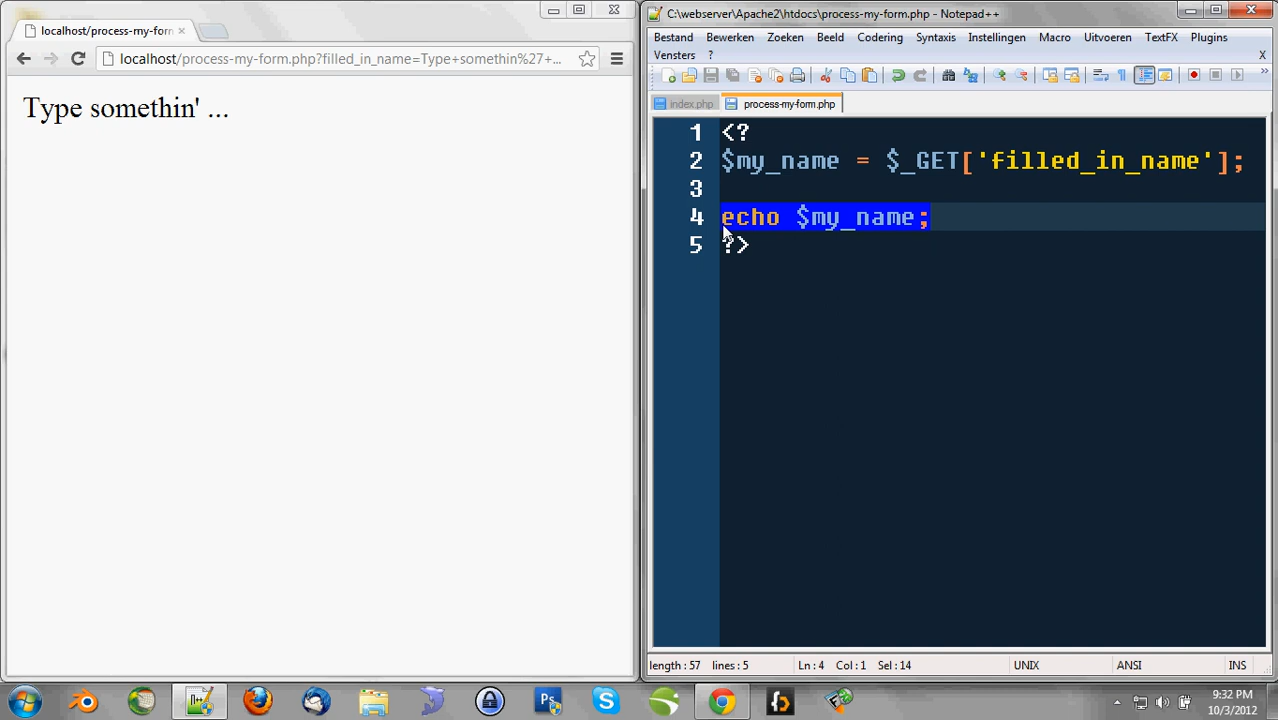 localhost/process-my-for
localhost/process-my-form.php?filled_in_name=Type+somethin%27+...
Type somethin' ...
C:\webserver\Apache2\htdocs\process-my-form.php - Notepad++
Bestand Bewerken Zoeken Beeld Codering Syntaxis Instellingen Macro Uitvoeren TextFX Plugins
Vensters ? X
index.php process-my-form.php
1 <?
2 $my_name = $_GET['filled_in_name'];
3
4 echo $my_name;
5 ?>
length : 57 lines : 5 Ln : 4 Col : 1 Sel : 14 UNIX ANSI INS
9:32 PM
10/3/2012